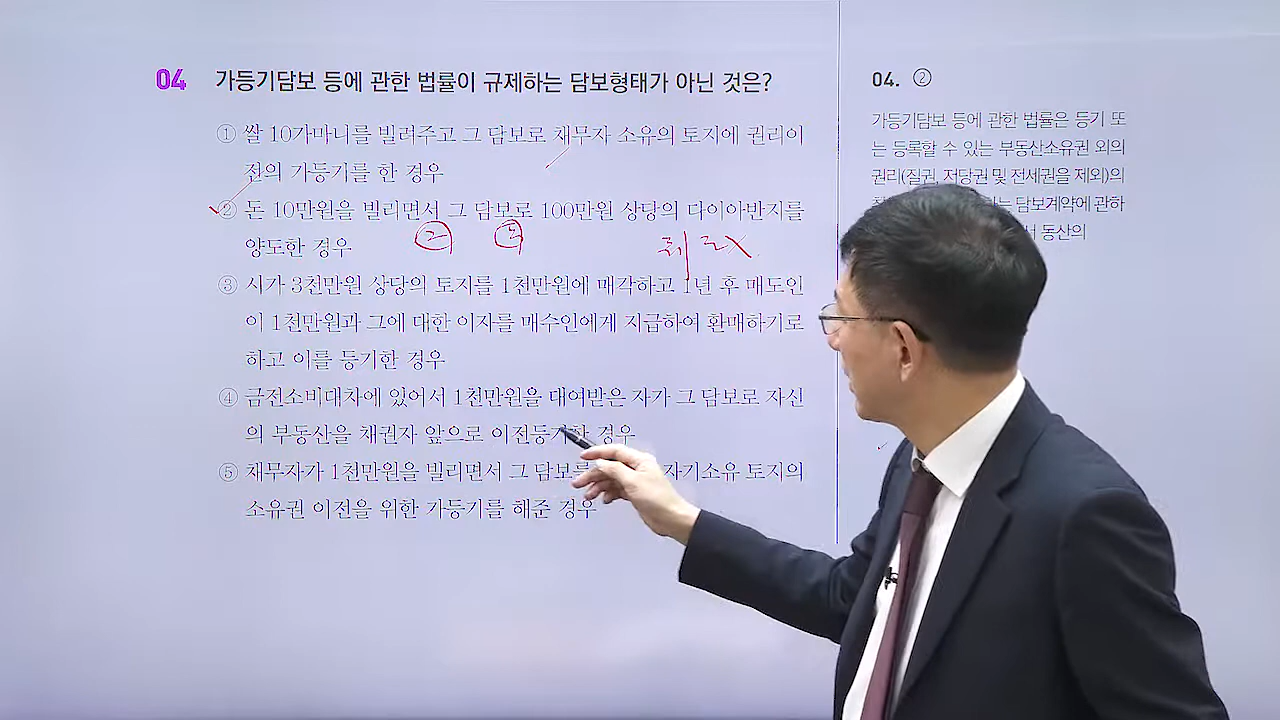 04 가등기담보 등에 관한 법률이 규제하는 담보형태가 아닌 것은?
① 쌀 10가마니를 빌려주고 그 담보로 채무자 소유의 토지에 권리이
전의 가등기를 한 경우
② 돈 10만원을 빌리면서 그 담보로 100만원 상당의 다이아반지를
양도한 경우
③ 시가 3천만원 상당의 토지를 1천만원에 매각하고 1년 후 매도인
이 1천만원과 그에 대한 이자를 매수인에게 지급하여 환매하기로
하고 이를 등기한 경우
④ 금전소비대차에 있어서 1천만원을 대여받은 자가 그 담보로 자신
의 부동산을 채권자 앞으로 이전등기한 경우
⑤ 채무자가 1천만원을 빌리면서 그 담보로 자기소유 토지의
소유권 이전을 위한 가등기를 해준 경우
04. ②
가등기담보 등에 관한 법률은 등기 또
는 등록할 수 있는 부동산소유권 외의
권리(질권, 저당권 및 전세권을 제외)의
는 담보계약에 관하
동산의